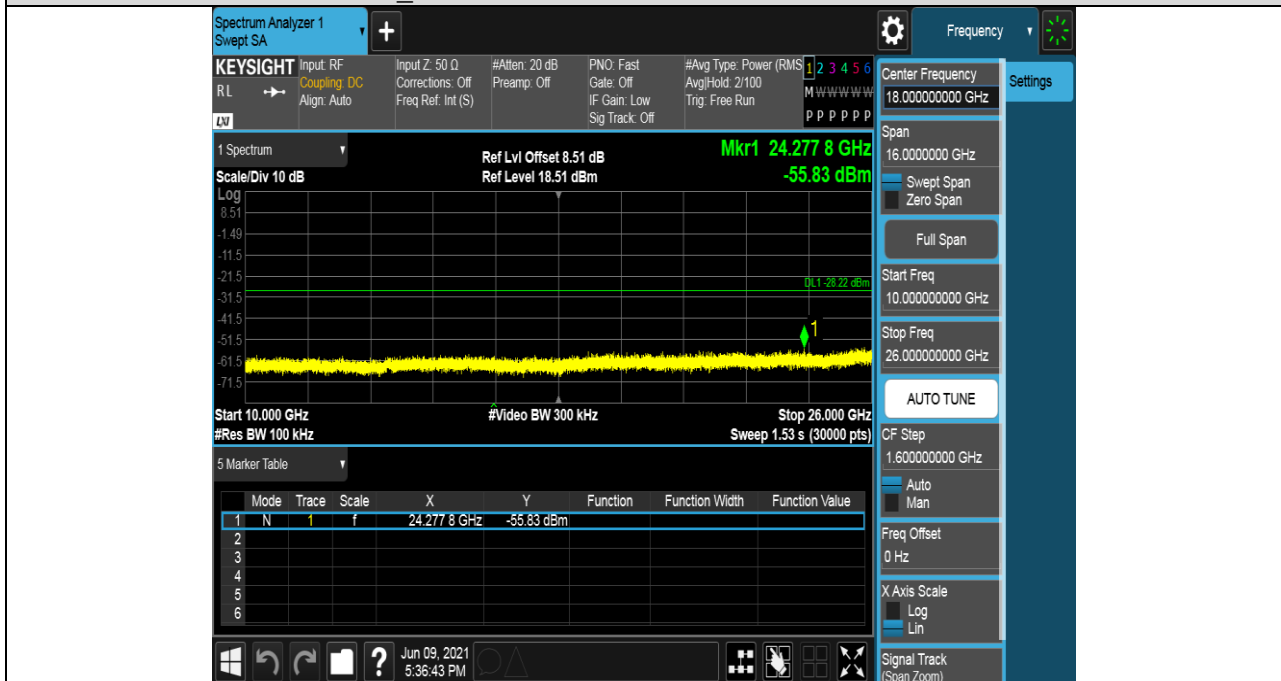 Spectrum Analyzer 1
Swept SA
+
Frequency
KEYSIGHT
RL
LXI
Input: RF
Coupling: DC
Align: Auto
Input Z: 50 Ω
Corrections: Off
Freq Ref: Int (S)
#Atten: 20 dB
Preamp: Off
PNO: Fast
Gate: Off
IF Gain: Low
Sig Track: Off
#Avg Type: Power (RMS
Avg|Hold: 2/100
Trig: Free Run
1 2 3 4 5 6
M W W W W W
P P P P P P
1 Spectrum
Scale/Div 10 dB
Ref Lvl Offset 8.51 dB
Ref Level 18.51 dBm
Mkr1 24.277 8 GHz
-55.83 dBm
Log
8.51
-1.49
-11.5
-21.5
-31.5
-41.5
-51.5
-61.5
-71.5
DL1 -28.22 dBm
1
Start 10.000 GHz
#Video BW 300 kHz
Stop 26.000 GHz
#Res BW 100 kHz
Sweep 1.53 s (30000 pts)
5 Marker Table
Mode Trace Scale X Y Function Function Width Function Value
1 N 1 f 24.277 8 GHz -55.83 dBm
2
3
4
5
6
?
Jun 09, 2021
5:36:43 PM
Center Frequency
18.000000000 GHz
Settings
Span
16.0000000 GHz
Swept Span
Zero Span
Full Span
Start Freq
10.000000000 GHz
Stop Freq
26.000000000 GHz
AUTO TUNE
CF Step
1.600000000 GHz
Auto
Man
Freq Offset
0 Hz
X Axis Scale
Log
Lin
Signal Track
(Span Zoom)